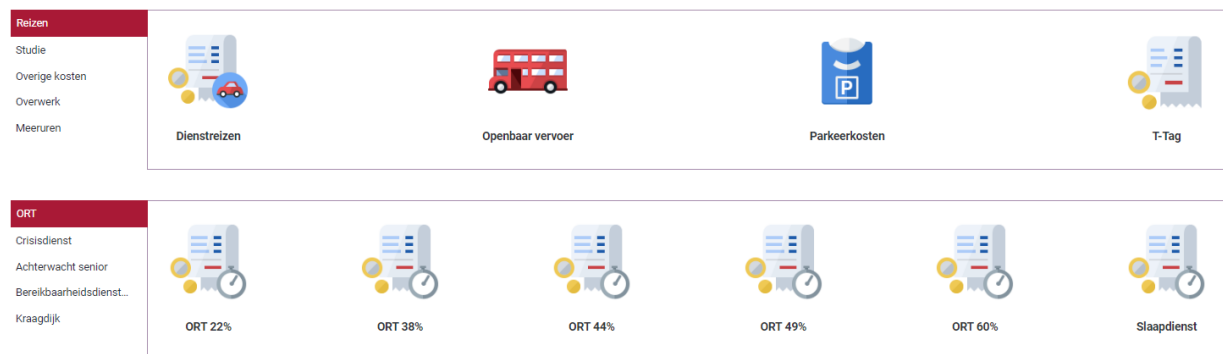 Reizen
Studie
Overige kosten
Overwerk
Meeruren
Dienstreizen
Openbaar vervoer
P
Parkeerkosten
T-Tag
ORT
Crisisdienst
Achterwacht senior
Bereikbaarheidsdienst...
Kraagdijk
ORT 22%
ORT 38%
ORT 44%
ORT 49%
ORT 60%
Slaapdienst